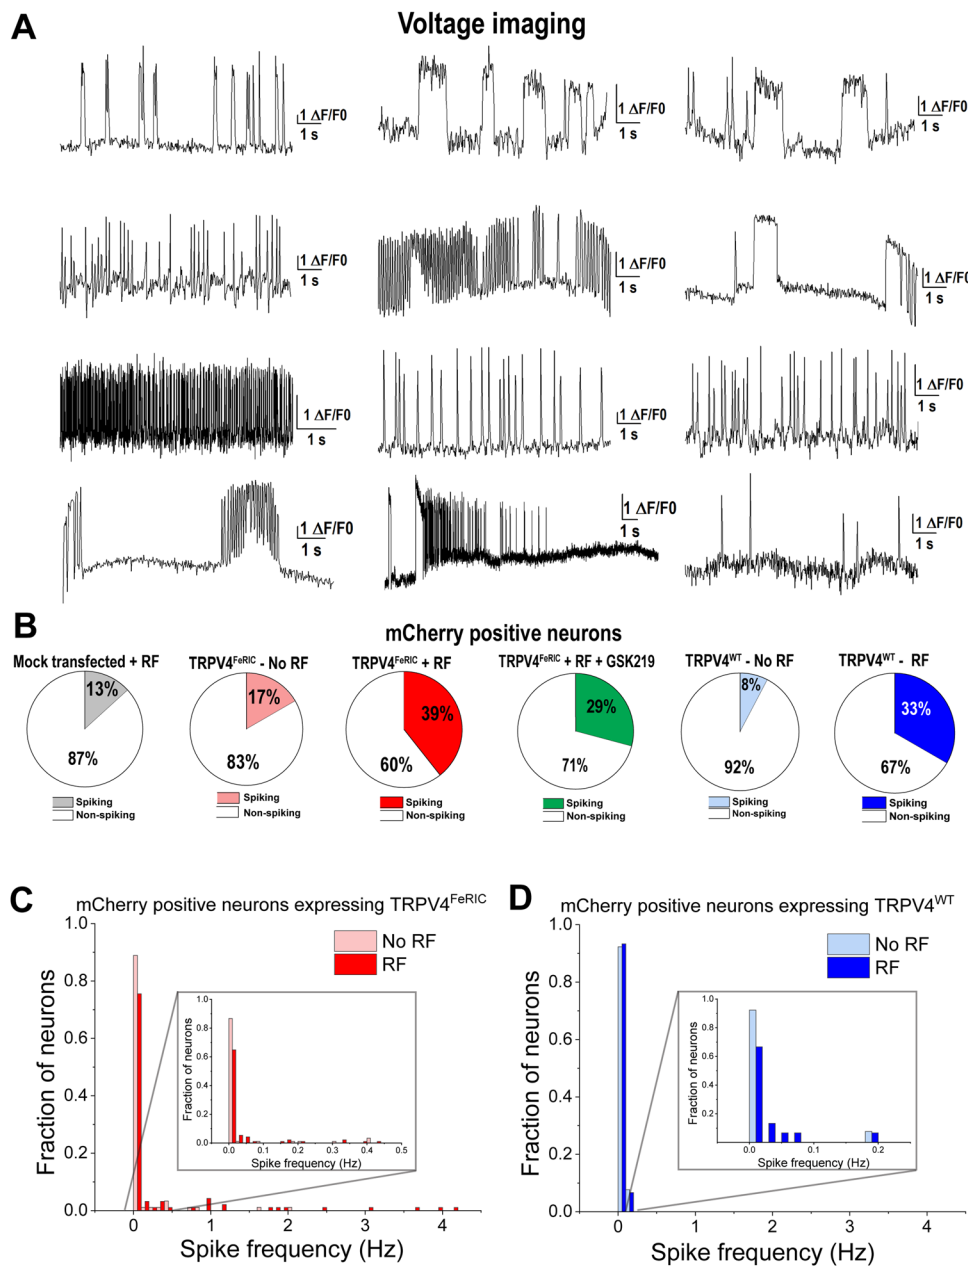 A
Voltage imaging
1 ΔF/F0
1 s
1 ΔF/F0
1 s
1 ΔF/F0
1 s
1 ΔF/F0
1 s
1 ΔF/F0
1 s
1 ΔF/F0
1 s
1 ΔF/F0
1 s
1 ΔF/F0
1 s
1 ΔF/F0
1 s
1 ΔF/F0
1 s
1 ΔF/F0
1 s
1 ΔF/F0
1 s
B
mCherry positive neurons
Mock transfected + RF
13%
87%
Spiking
Non-spiking
TRPV4FeRIC - No RF
17%
83%
Spiking
Non-spiking
TRPV4FeRIC + RF
39%
60%
Spiking
Non-spiking
TRPV4FeRIC + RF + GSK219
29%
71%
Spiking
Non-spiking
TRPV4WT - No RF
8%
92%
Spiking
Non-spiking
TRPV4WT - RF
33%
67%
Spiking
Non-spiking
C
mCherry positive neurons expressing TRPV4FeRIC
No RF
RF
Fraction of neurons
1.0
0.8
0.6
0.4
0.2
0.0
0 1 2 3 4
Spike frequency (Hz)
Fraction of neurons
1.0
0.8
0.6
0.4
0.2
0.0
0.0 0.1 0.2 0.3 0.4 0.5
Spike frequency (Hz)
D
mCherry positive neurons expressing TRPV4WT
No RF
RF
Fraction of neurons
1.0
0.8
0.6
0.4
0.2
0.0
0 1 2 3 4
Spike frequency (Hz)
Fraction of neurons
1.0
0.8
0.6
0.4
0.2
0.0 0.1 0.2
Spike frequency (Hz)